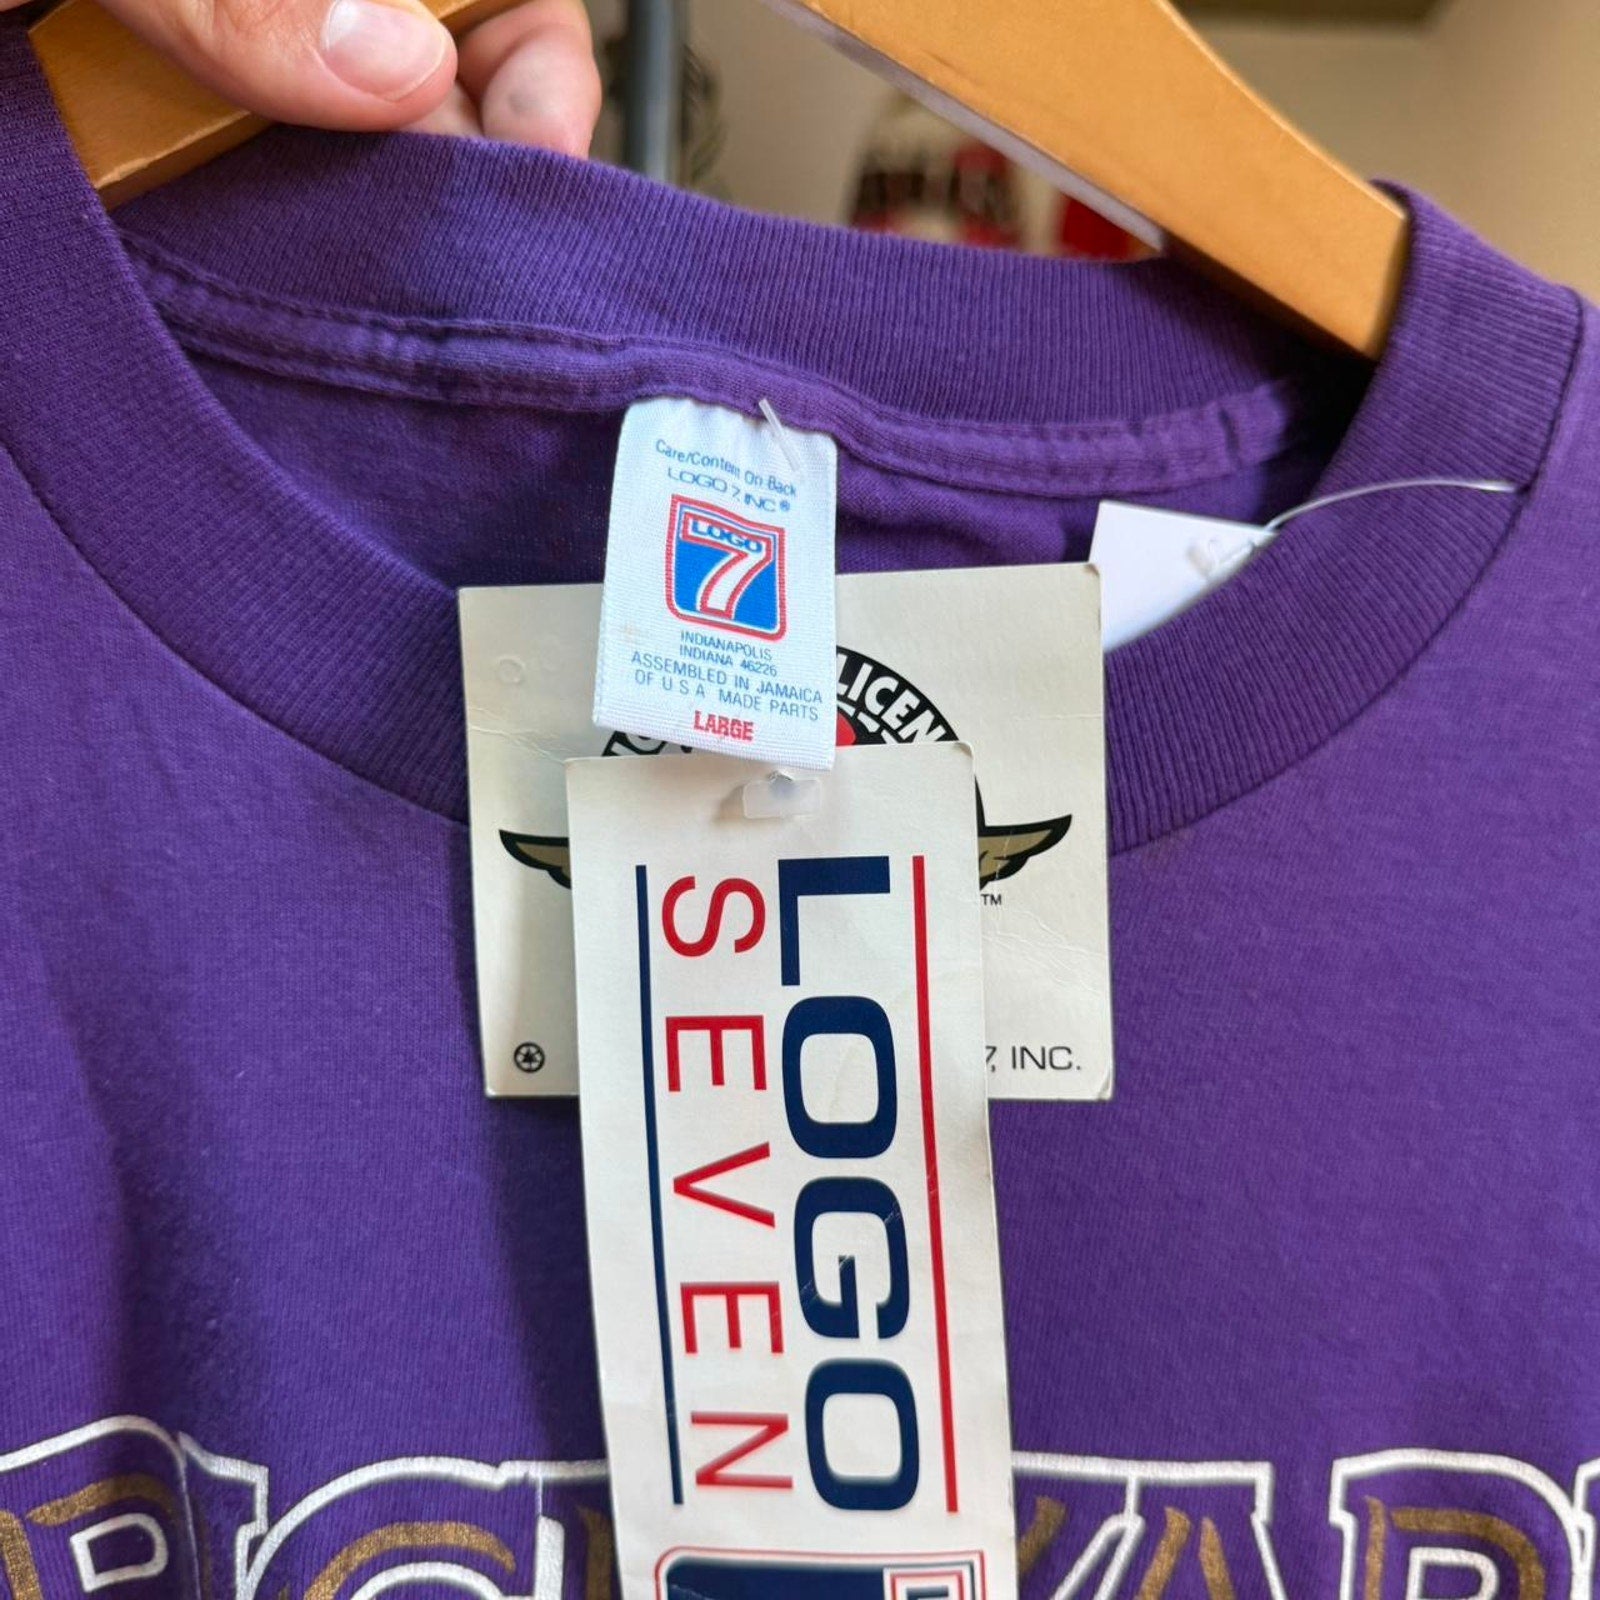 Care/Content On Back
LOGO 7, INC ®
LOGO
7
INDIANAPOLIS
INDIANA 46226
ASSEMBLED IN JAMAICA
OF U S A MADE PARTS
LARGE
LICEN
TM
7, INC.
LOGO
SEVEN